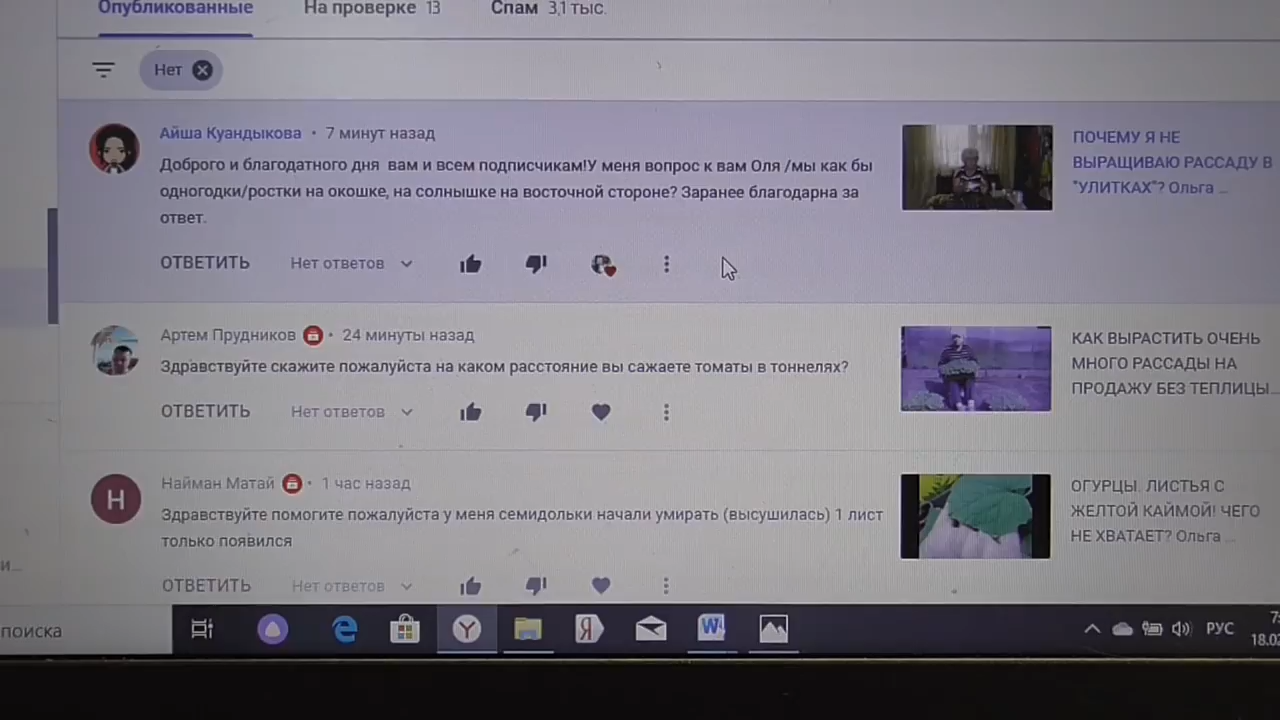 Опубликованные
На проверке 13
Спам 3,1 тыс.
Нет
Айша Куандыкова • 7 минут назад
Доброго и благодатного дня вам и всем подписчикам!У меня вопрос к вам Оля /мы как бы
одногодки/ростки на окошке, на солнышке на восточной стороне? Заранее благодарна за
ответ.
ОТВЕТИТЬ
Нет ответов
ПОЧЕМУ Я НЕ
ВЫРАЩИВАЮ РАССАДУ В
"УЛИТКАХ"? Ольга ...
Артем Прудников • 24 минуты назад
Здравствуйте скажите пожалуйста на каком расстояние вы сажаете томаты в тоннелях?
ОТВЕТИТЬ
Нет ответов
КАК ВЫРАСТИТЬ ОЧЕНЬ
МНОГО РАССАДЫ НА
ПРОДАЖУ БЕЗ ТЕПЛИЦЫ...
Н
Найман Матай • 1 час назад
Здравствуйте помогите пожалуйста у меня семидольки начали умирать (высушилась) 1 лист
только появился
ОТВЕТИТЬ
Нет ответов
ОГУРЦЫ. ЛИСТЬЯ С
ЖЕЛТОЙ КАЙМОЙ! ЧЕГО
НЕ ХВАТАЕТ? Ольга ...
и...
поиска
Я
W
РУС
18.02